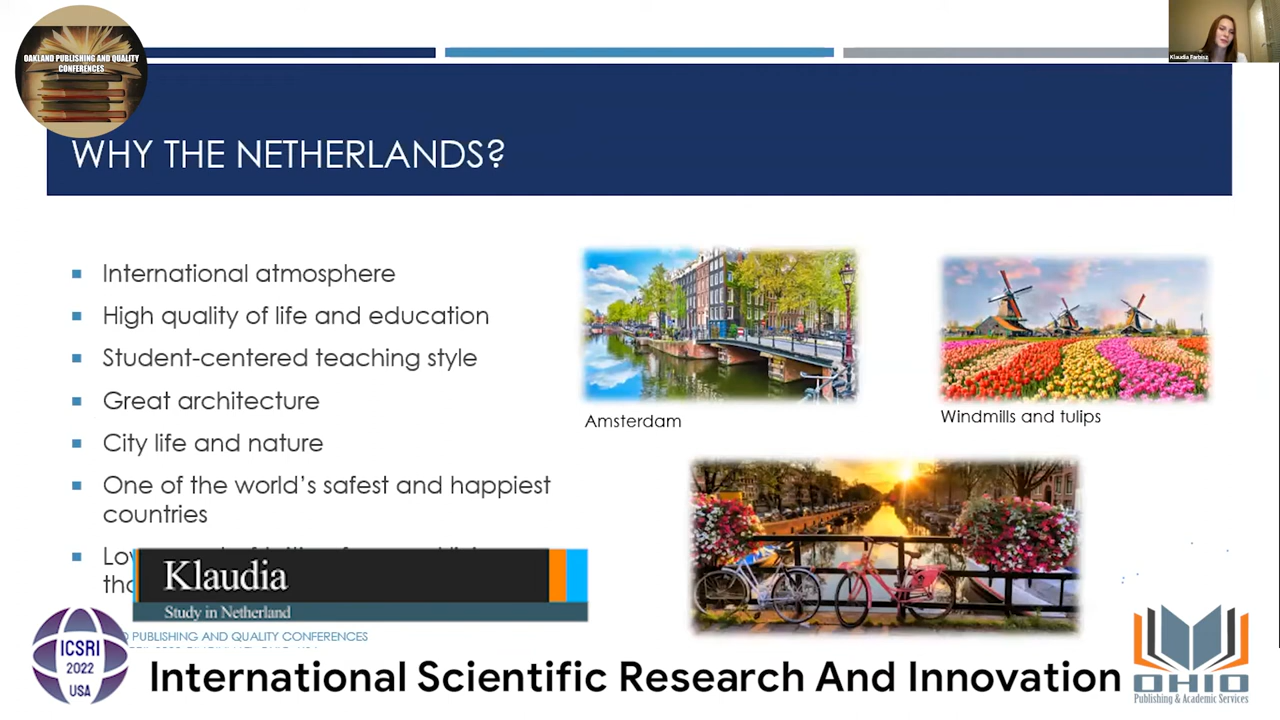 OAKLAND PUBLISHING AND QUALITY
CONFERENCES
Klaudia Farbisz
WHY THE NETHERLANDS?
International atmosphere
High quality of life and education
Student-centered teaching style
Great architecture
City life and nature
One of the world's safest and happiest
countries
Amsterdam
Windmills and tulips
Klaudia
Study in Netherland
PUBLISHING AND QUALITY CONFERENCES
ICSRI
2022
USA
International Scientific Research And Innovation
OHIO
Publishing & Academic Services